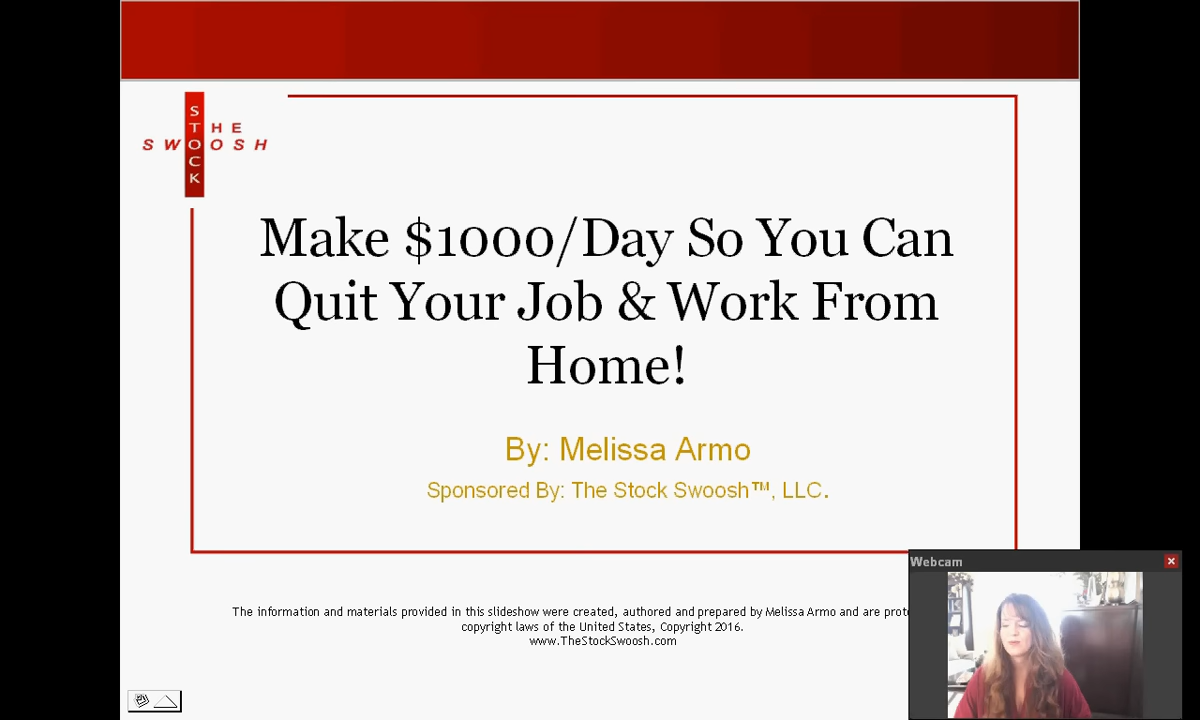 THE
STOCK
SWOOSH
Make $1000/Day So You Can
Quit Your Job & Work From
Home!
By: Melissa Armo
Sponsored By: The Stock Swoosh™, LLC.
Webcam
The information and materials provided in this slideshow were created, authored and prepared by Melissa Armo and are
copyright laws of the United States, Copyright 2016.
www.TheStockSwoosh.com